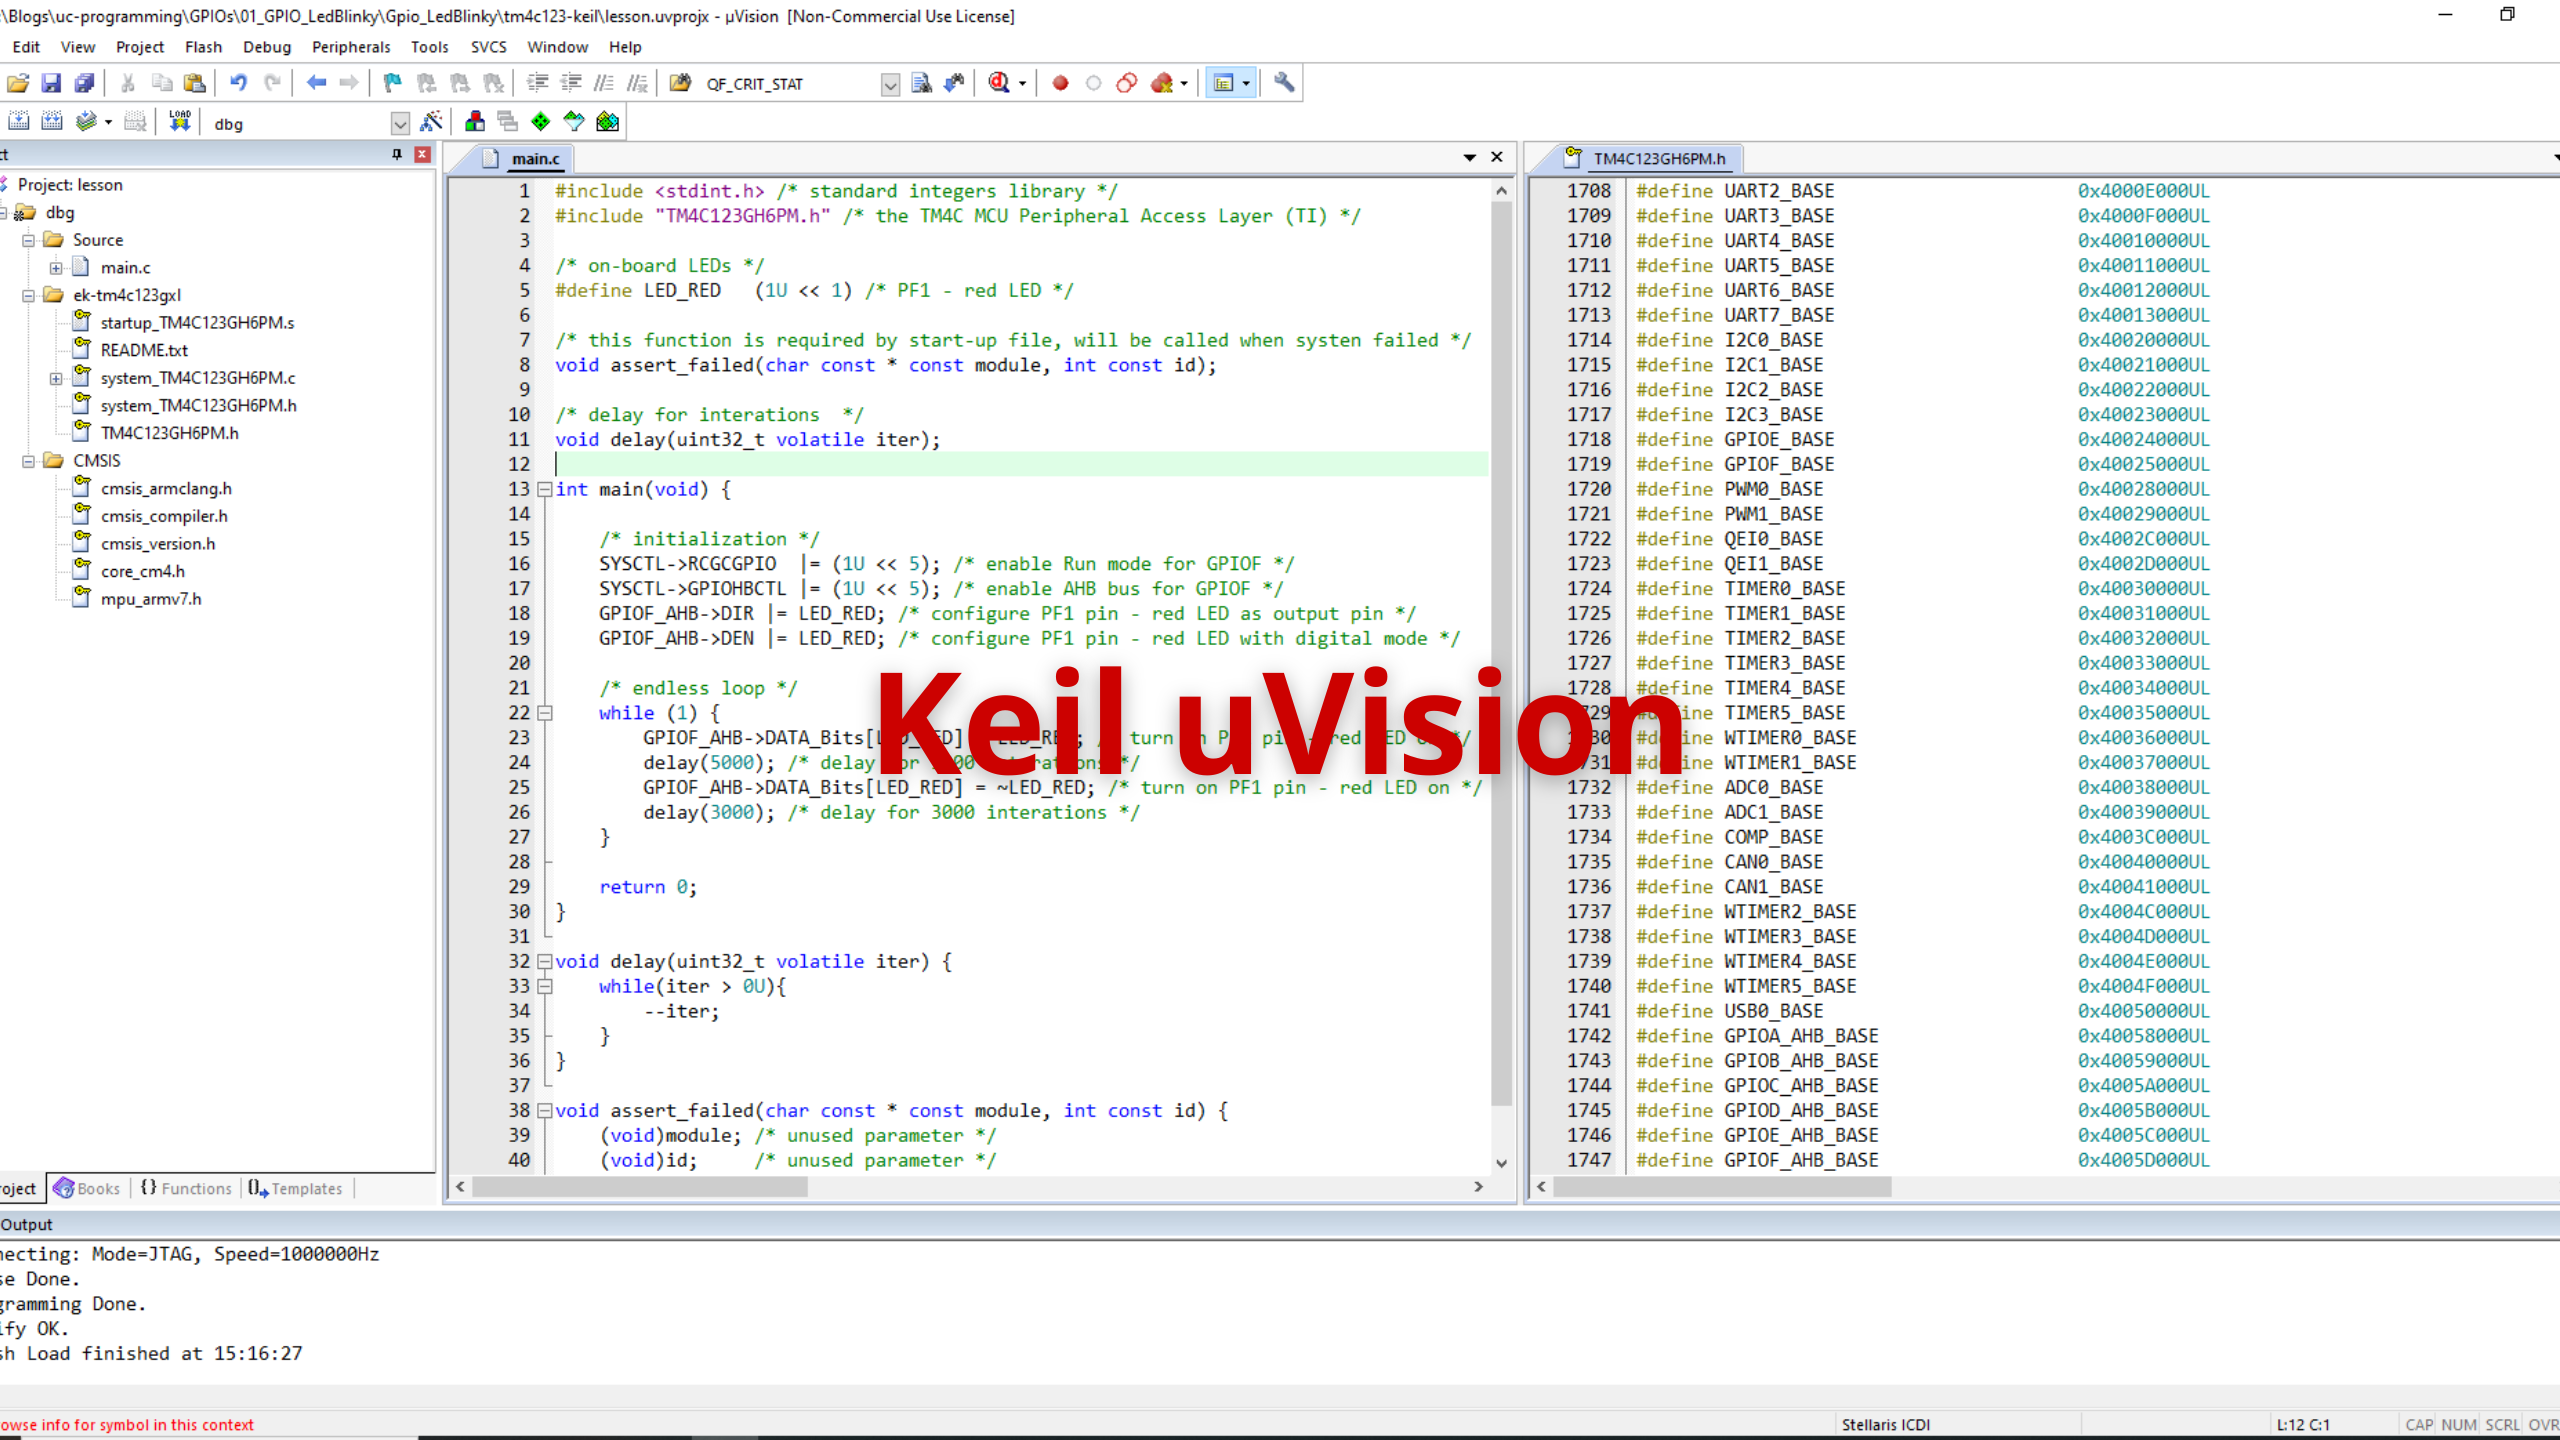 :\Blogs\uc-programming\GPIOs\01_GPIO_LedBlinky\Gpio_LedBlinky\tm4c123-keil\lesson.uvprojx - µVision [Non-Commercial Use License]
Edit View Project Flash Debug Peripherals Tools SVCS Window Help
QF_CRIT_STAT
LOAD dbg
ct
Project: lesson
dbg
Source
main.c
ek-tm4c123gxl
startup_TM4C123GH6PM.s
README.txt
system_TM4C123GH6PM.c
system_TM4C123GH6PM.h
TM4C123GH6PM.h
CMSIS
cmsis_armclang.h
cmsis_compiler.h
cmsis_version.h
core_cm4.h
mpu_armv7.h
oject Books {} Functions Templates
main.c
1 #include <stdint.h> /* standard integers library */
2 #include "TM4C123GH6PM.h" /* the TM4C MCU Peripheral Access Layer (TI) */
3
4 /* on-board LEDs */
5 #define LED_RED (1U << 1) /* PF1 - red LED */
6
7 /* this function is required by start-up file, will be called when systen failed */
8 void assert_failed(char const * const module, int const id);
9
10 /* delay for interations */
11 void delay(uint32_t volatile iter);
12
13 int main(void) {
14
15 /* initialization */
16 SYSCTL->RCGCGPIO |= (1U << 5); /* enable Run mode for GPIOF */
17 SYSCTL->GPIOHBCTL |= (1U << 5); /* enable AHB bus for GPIOF */
18 GPIOF_AHB->DIR |= LED_RED; /* configure PF1 pin - red LED as output pin */
19 GPIOF_AHB->DEN |= LED_RED; /* configure PF1 pin - red LED with digital mode */
20
21 /* endless loop */
22 while (1) {
23 GPIOF_AHB->DATA_Bits[ turn */
24 delay(5000); /* */
25 GPIOF_AHB->DATA_Bits[LED_RED] = ~LED_RED; /* turn on PF1 pin - red LED on */
26 delay(3000); /* delay for 3000 interations */
27 }
28
29 return 0;
30 }
31
32 void delay(uint32_t volatile iter) {
33 while(iter > 0U){
34 --iter;
35 }
36 }
37
38 void assert_failed(char const * const module, int const id) {
39 (void)module; /* unused parameter */
40 (void)id; /* unused parameter */
Keil uVision
TM4C123GH6PM.h
1708 #define UART2_BASE 0x4000E000UL
1709 #define UART3_BASE 0x4000F000UL
1710 #define UART4_BASE 0x40010000UL
1711 #define UART5_BASE 0x40011000UL
1712 #define UART6_BASE 0x40012000UL
1713 #define UART7_BASE 0x40013000UL
1714 #define I2C0_BASE 0x40020000UL
1715 #define I2C1_BASE 0x40021000UL
1716 #define I2C2_BASE 0x40022000UL
1717 #define I2C3_BASE 0x40023000UL
1718 #define GPIOE_BASE 0x40024000UL
1719 #define GPIOF_BASE 0x40025000UL
1720 #define PWM0_BASE 0x40028000UL
1721 #define PWM1_BASE 0x40029000UL
1722 #define QEI0_BASE 0x4002C000UL
1723 #define QEI1_BASE 0x4002D000UL
1724 #define TIMER0_BASE 0x40030000UL
1725 #define TIMER1_BASE 0x40031000UL
1726 #define TIMER2_BASE 0x40032000UL
1727 #define TIMER3_BASE 0x40033000UL
1728 #define TIMER4_BASE 0x40034000UL
TIMER5_BASE 0x40035000UL
WTIMER0_BASE 0x40036000UL
WTIMER1_BASE 0x40037000UL
1732 #define ADC0_BASE 0x40038000UL
1733 #define ADC1_BASE 0x40039000UL
1734 #define COMP_BASE 0x4003C000UL
1735 #define CAN0_BASE 0x40040000UL
1736 #define CAN1_BASE 0x40041000UL
1737 #define WTIMER2_BASE 0x4004C000UL
1738 #define WTIMER3_BASE 0x4004D000UL
1739 #define WTIMER4_BASE 0x4004E000UL
1740 #define WTIMER5_BASE 0x4004F000UL
1741 #define USB0_BASE 0x40050000UL
1742 #define GPIOA_AHB_BASE 0x40058000UL
1743 #define GPIOB_AHB_BASE 0x40059000UL
1744 #define GPIOC_AHB_BASE 0x4005A000UL
1745 #define GPIOD_AHB_BASE 0x4005B000UL
1746 #define GPIOE_AHB_BASE 0x4005C000UL
1747 #define GPIOF_AHB_BASE 0x4005D000UL
Output
necting: Mode=JTAG, Speed=1000000Hz
se Done.
gramming Done.
ify OK.
sh Load finished at 15:16:27
owse info for symbol in this context
Stellaris ICDI
L:12 C:1
CAP NUM SCRL OVR